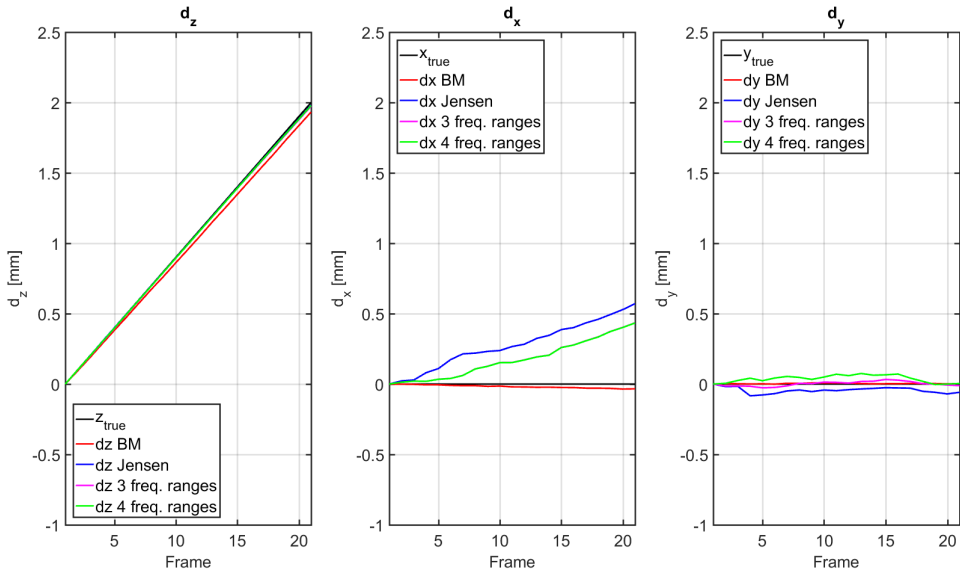 d_z
2.5
2
1.5
1
0.5
0
-0.5
-1
d_z [mm]
5
10
15
20
Frame
z_true
dz BM
dz Jensen
dz 3 freq. ranges
dz 4 freq. ranges
d_x
2.5
2
1.5
1
0.5
0
-0.5
-1
d_x [mm]
5
10
15
20
Frame
x_true
dx BM
dx Jensen
dx 3 freq. ranges
dx 4 freq. ranges
d_y
2.5
2
1.5
1
0.5
0
-0.5
-1
d_y [mm]
5
10
15
20
Frame
y_true
dy BM
dy Jensen
dy 3 freq. ranges
dy 4 freq. ranges